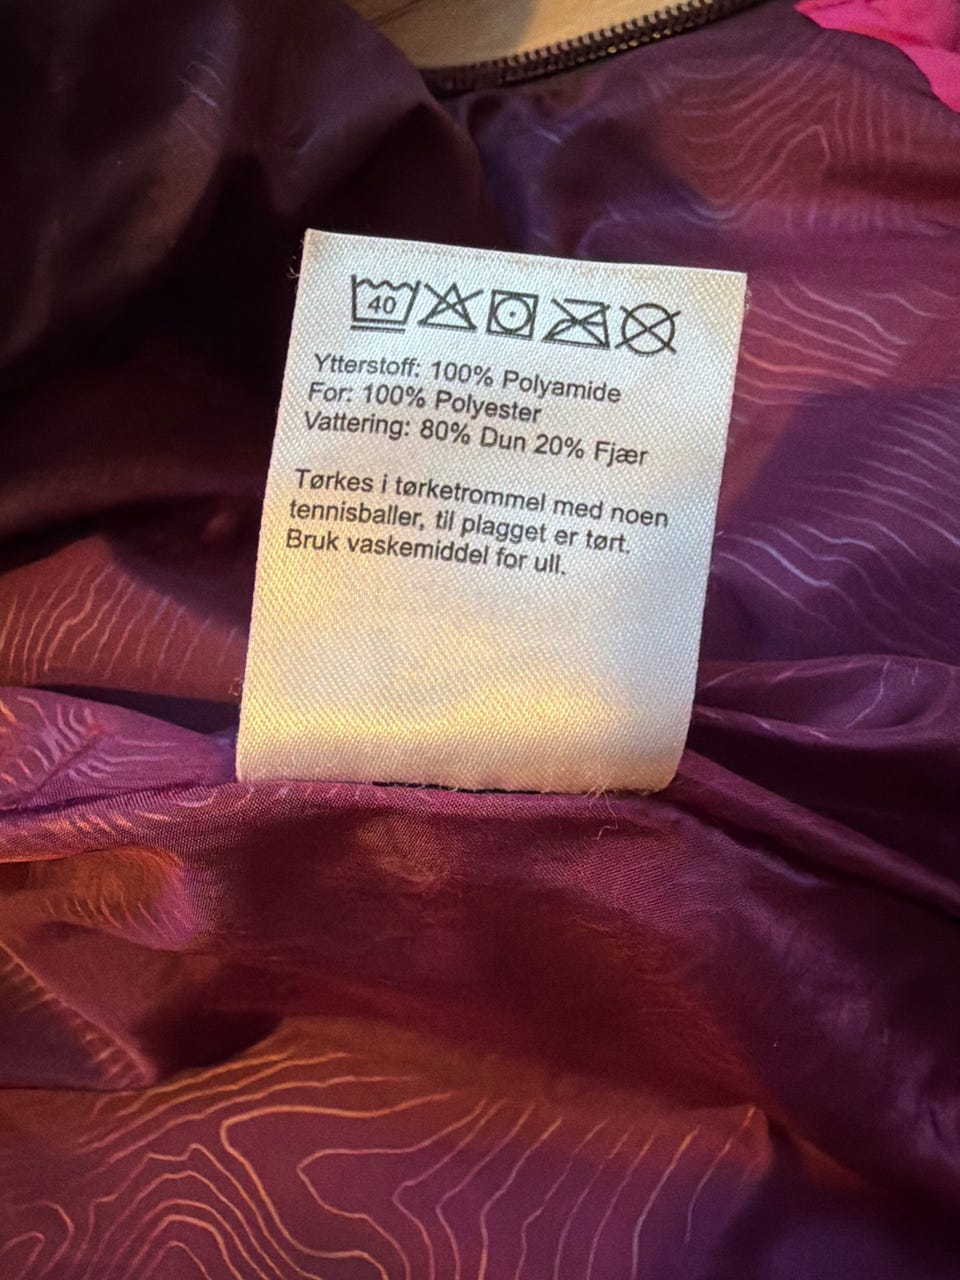 40
Ytterstoff: 100% Polyamide
For: 100% Polyester
Vattering: 80% Dun 20% Fjær
Tørkes i tørketrommel med noen
tennisballer, til plagget er tørt.
Bruk vaskemiddel for ull.